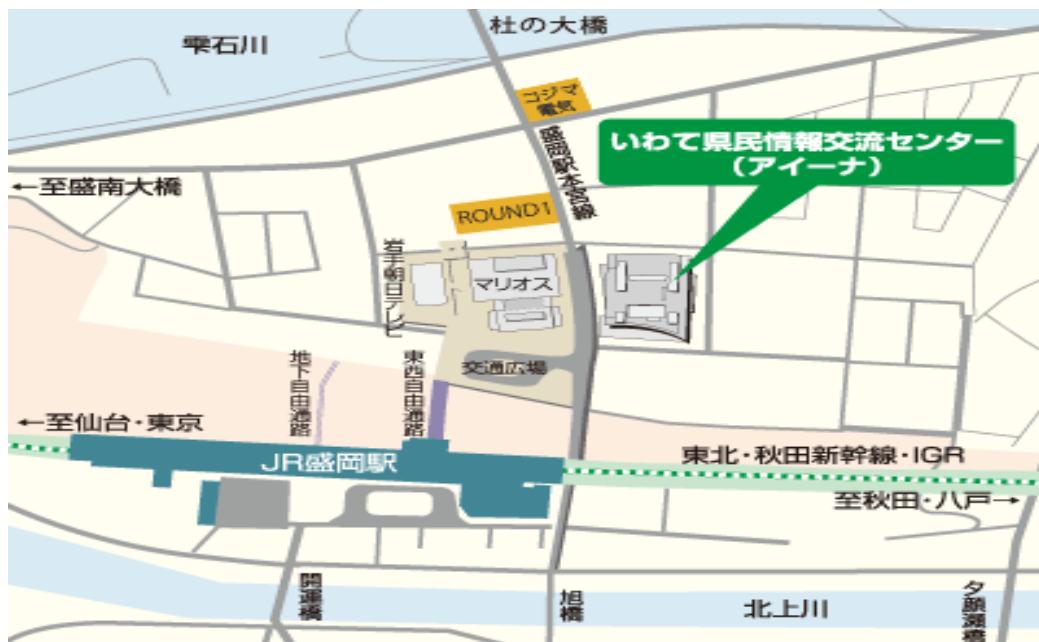 杜の大橋
雫石川
コジマ
電気
盛岡駅本宮線
いわて県民情報交流センター
(アイーナ)
←至盛南大橋
ROUND1
岩手朝日テレビ
マリオス
交通広場
地下自由通路
東西自由通路
←至仙台・東京
JR盛岡駅
東北・秋田新幹線・IGR
至秋田・八戸→
開運橋
旭橋
北上川
夕顔瀬橋